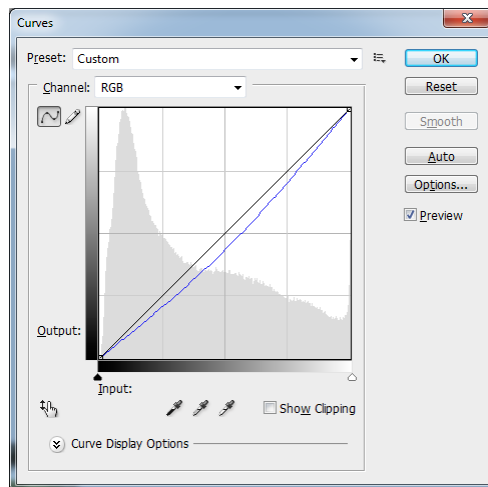 Curves
Preset: Custom
OK
Channel: RGB
Reset
Smooth
Auto
Options...
Preview
Output:
Input:
Show Clipping
Curve Display Options